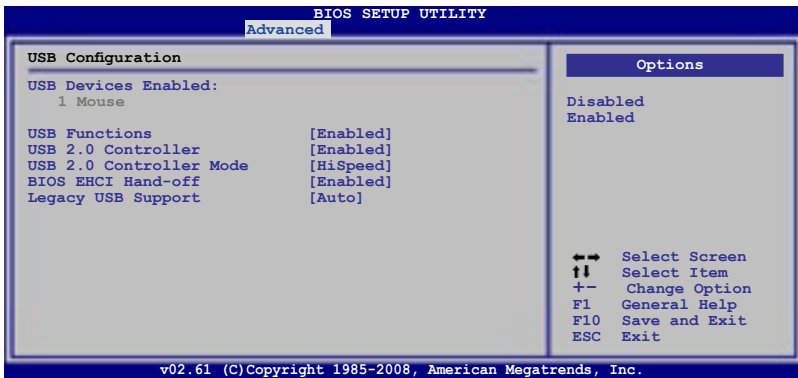 BIOS SETUP UTILITY
Advanced
USB Configuration
USB Devices Enabled:
1 Mouse
USB Functions [Enabled]
USB 2.0 Controller [Enabled]
USB 2.0 Controller Mode [HiSpeed]
BIOS EHCI Hand-off [Enabled]
Legacy USB Support [Auto]
Options
Disabled
Enabled
←→ Select Screen
↑↓ Select Item
+- Change Option
F1 General Help
F10 Save and Exit
ESC Exit
v02.61 (C)Copyright 1985-2008, American Megatrends, Inc.